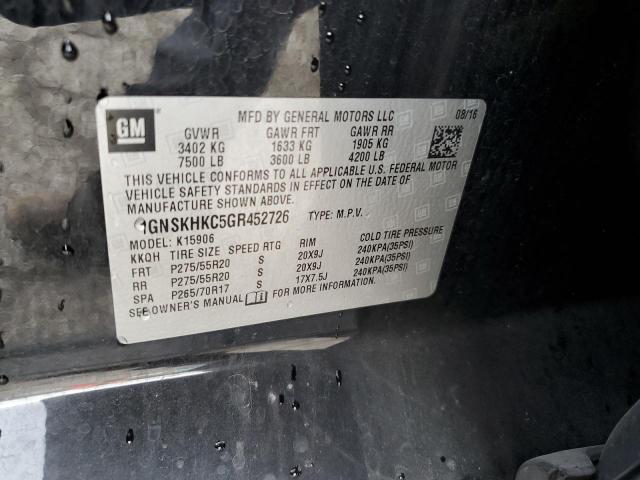 GM
MFD BY GENERAL MOTORS LLC 08/16
GVWR GAWR FRT GAWR RR
3402 KG 1633 KG 1905 KG
7500 LB 3600 LB 4200 LB
THIS VEHICLE CONFORMS TO ALL APPLICABLE U.S. FEDERAL MOTOR
VEHICLE SAFETY STANDARDS IN EFFECT ON THE DATE OF
MANUFACTURE SHOWN ABOVE.
1GNSKHKC5GR452726 TYPE: M.P.V.
MODEL: K15906
KKQH TIRE SIZE SPEED RTG RIM COLD TIRE PRESSURE
FRT P275/55R20 S 20X9J 240KPA(35PSI)
RR P275/55R20 S 20X9J 240KPA(35PSI)
SPA P265/70R17 S 17X7.5J 240KPA(35PSI)
SEE OWNER'S MANUAL FOR MORE INFORMATION.